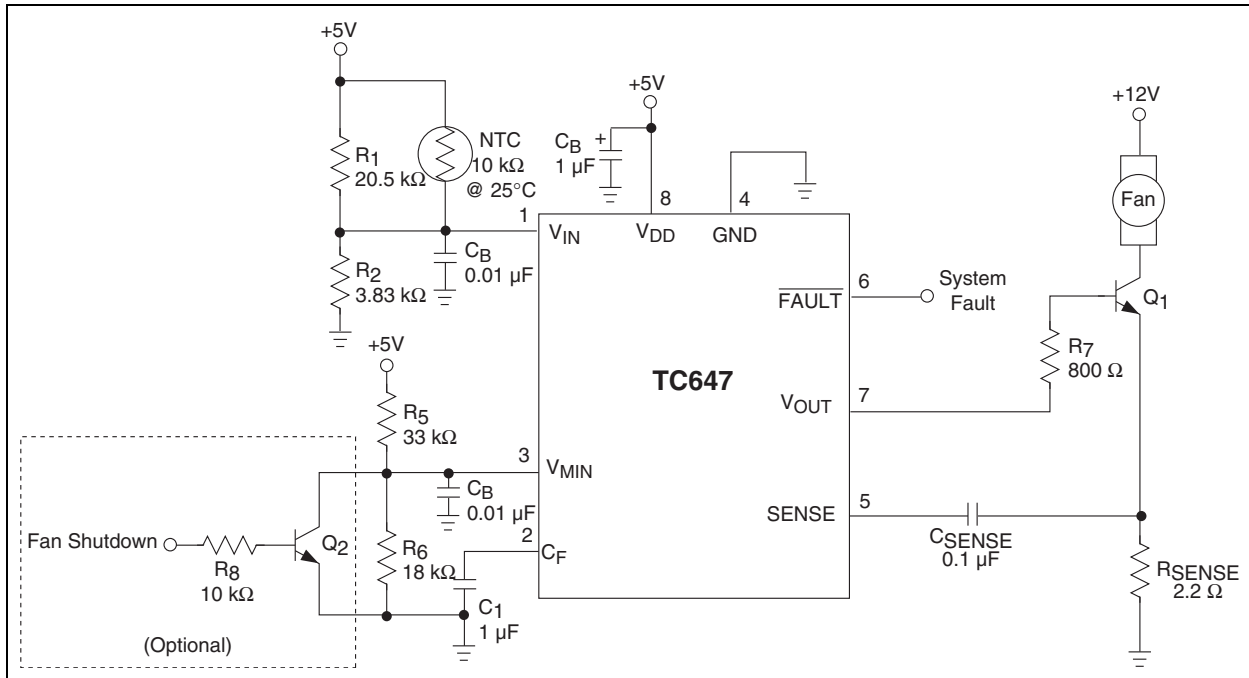 +5V
R1
20.5 kΩ
NTC
10 kΩ
@ 25°C
R2
3.83 kΩ
CB
0.01 µF
+5V
CB
+
1 µF
1
VIN
8
VDD
4
GND
+12V
Fan
Q1
FAULT
6
System
Fault
R7
800 Ω
TC647
VOUT
7
+5V
R5
33 kΩ
3
VMIN
CB
0.01 µF
SENSE
5
CSENSE
0.1 µF
RSENSE
2.2 Ω
Fan Shutdown
R8
10 kΩ
Q2
R6
18 kΩ
2
CF
C1
1 µF
(Optional)